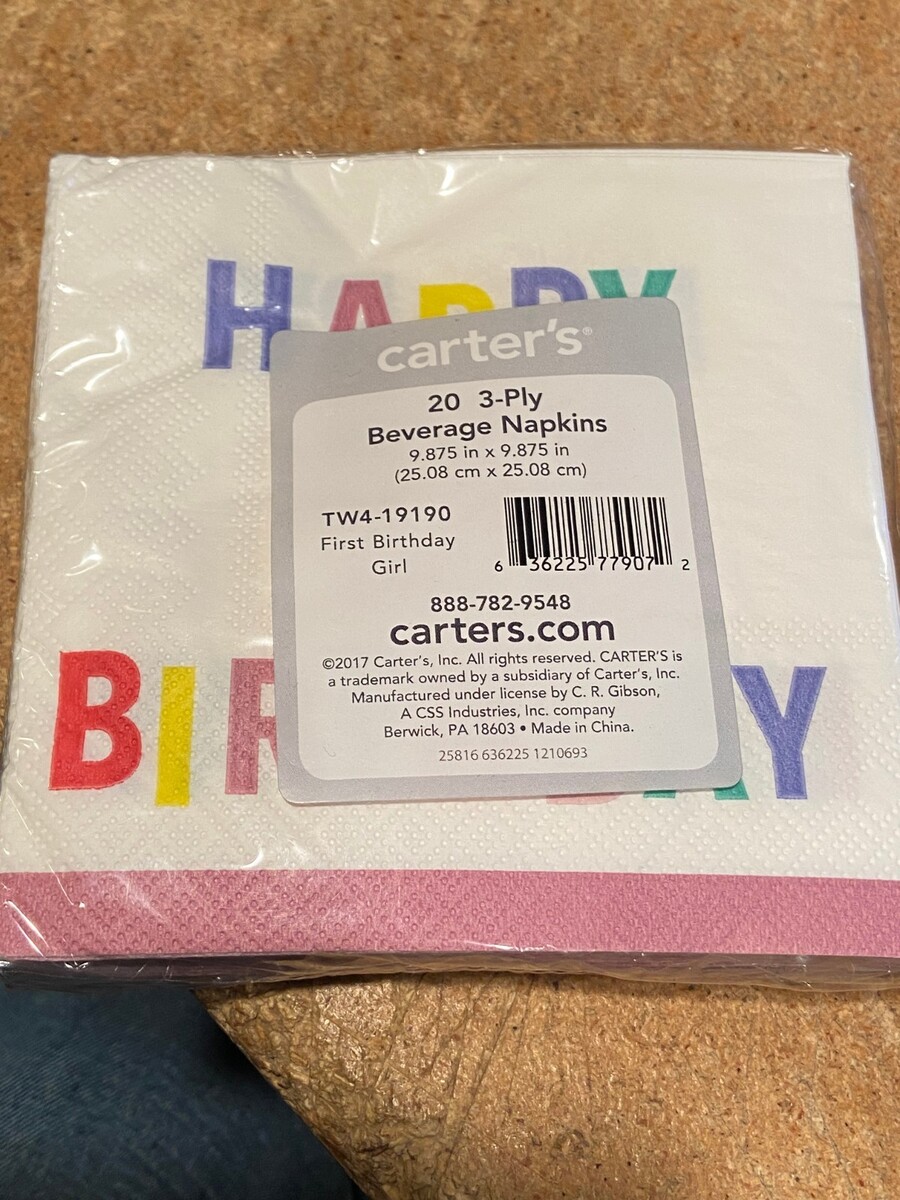 HAPPY
carter's®
20 3-Ply
Beverage Napkins
9.875 in x 9.875 in
(25.08 cm x 25.08 cm)
TW4-19190
First Birthday
Girl
6 36225 77907 2
888-782-9548
carters.com
©2017 Carter's, Inc. All rights reserved. CARTER'S is
a trademark owned by a subsidiary of Carter's, Inc.
Manufactured under license by C. R. Gibson,
A CSS Industries, Inc. company
Berwick, PA 18603 • Made in China.
25816 636225 1210693
BIRTHDAY